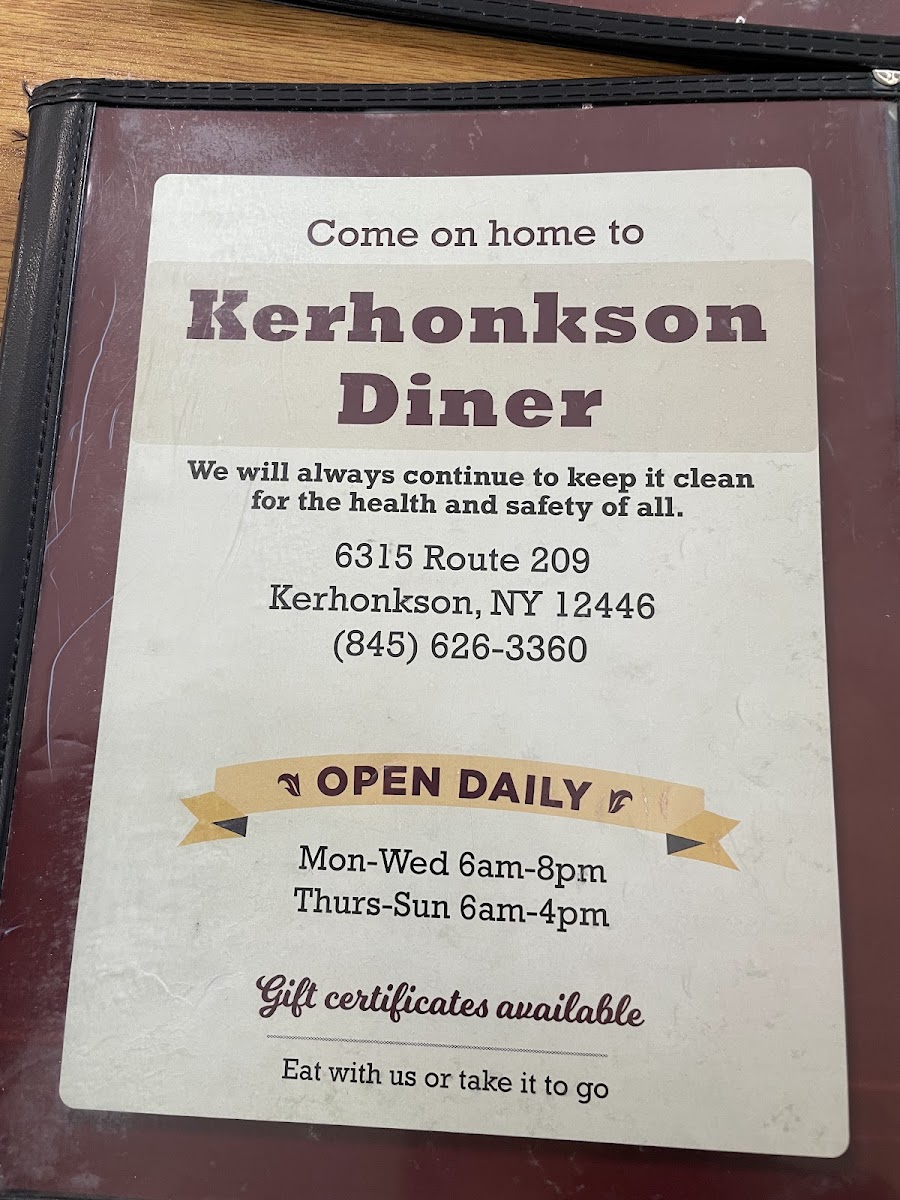 Come on home to
Kerhonkson
Diner
We will always continue to keep it clean
for the health and safety of all.
6315 Route 209
Kerhonkson, NY 12446
(845) 626-3360
OPEN DAILY
Mon-Wed 6am-8pm
Thurs-Sun 6am-4pm
Gift certificates available
Eat with us or take it to go